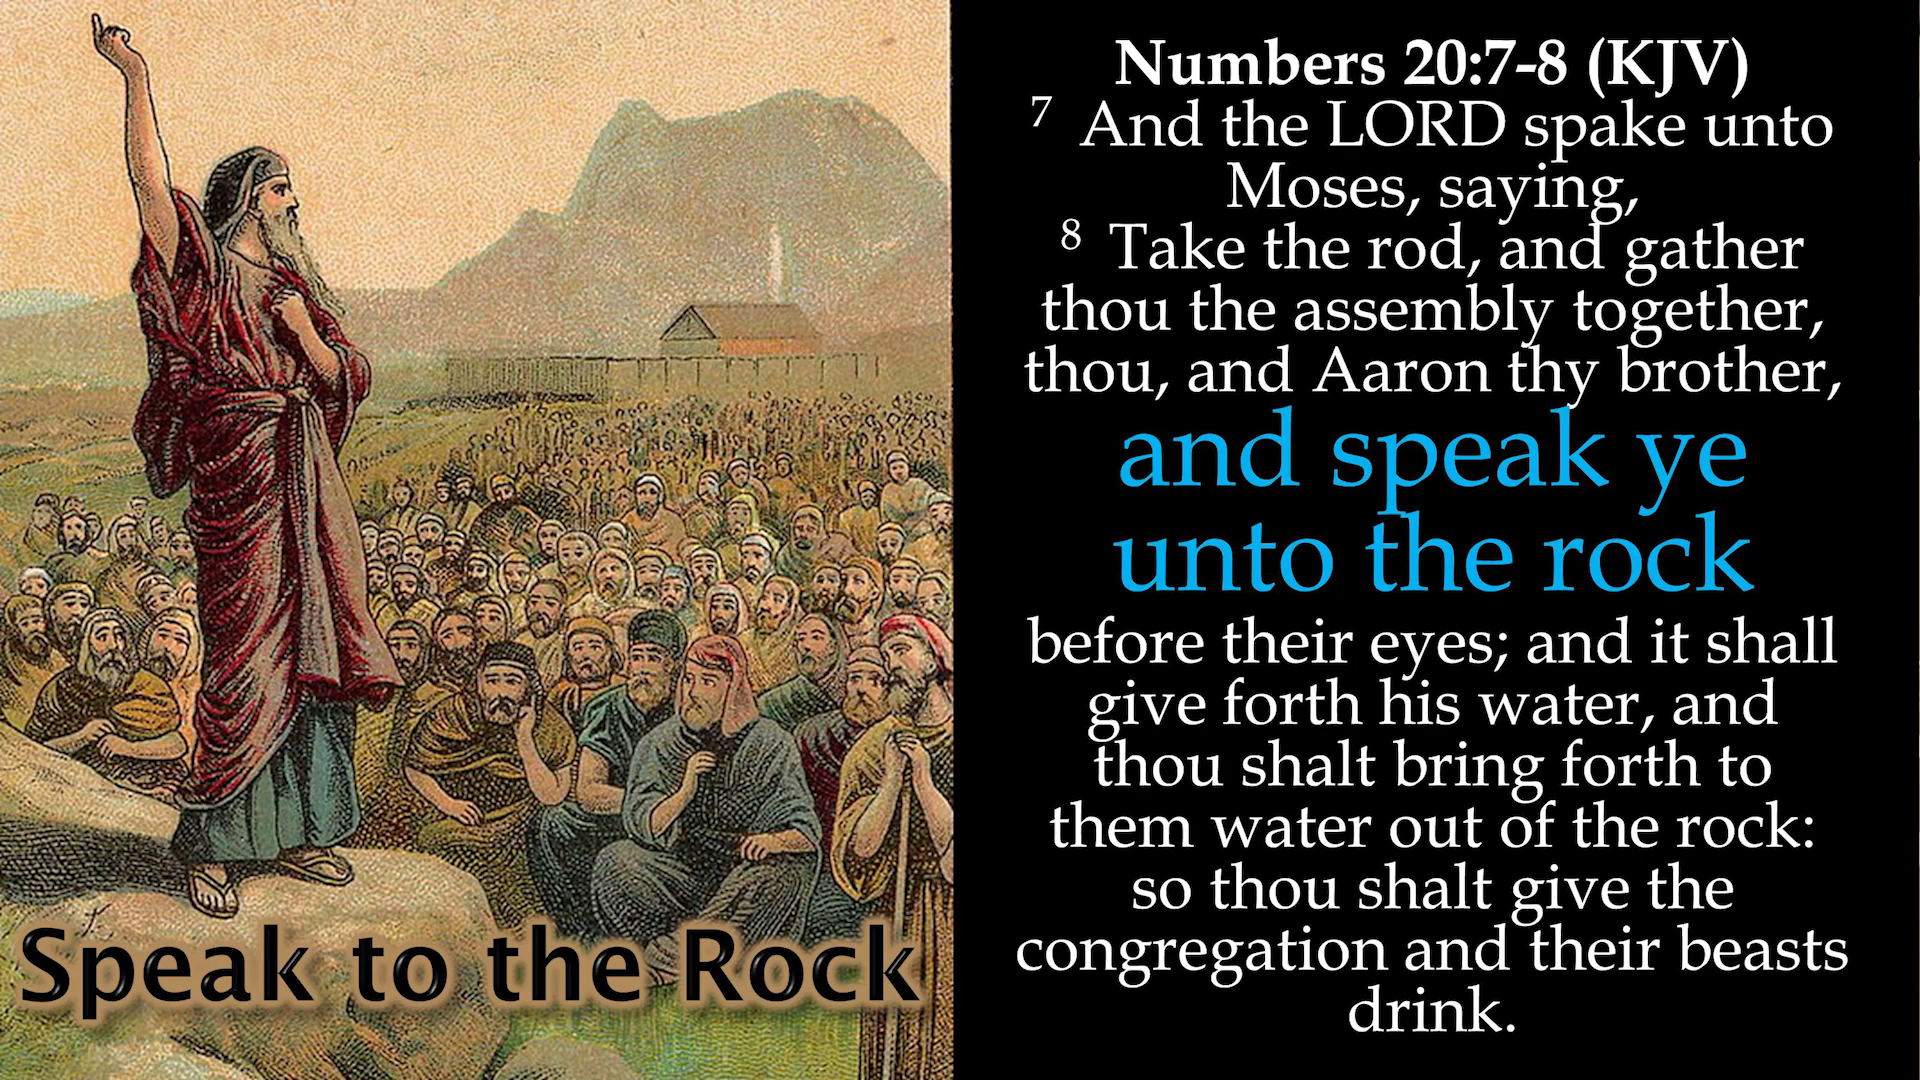 Numbers 20:7-8 (KJV)
7 And the LORD spake unto
Moses, saying,
8 Take the rod, and gather
thou the assembly together,
thou, and Aaron thy brother,
and speak ye
unto the rock
before their eyes; and it shall
give forth his water, and
thou shalt bring forth to
them water out of the rock:
so thou shalt give the
congregation and their beasts
drink.
Speak to the Rock